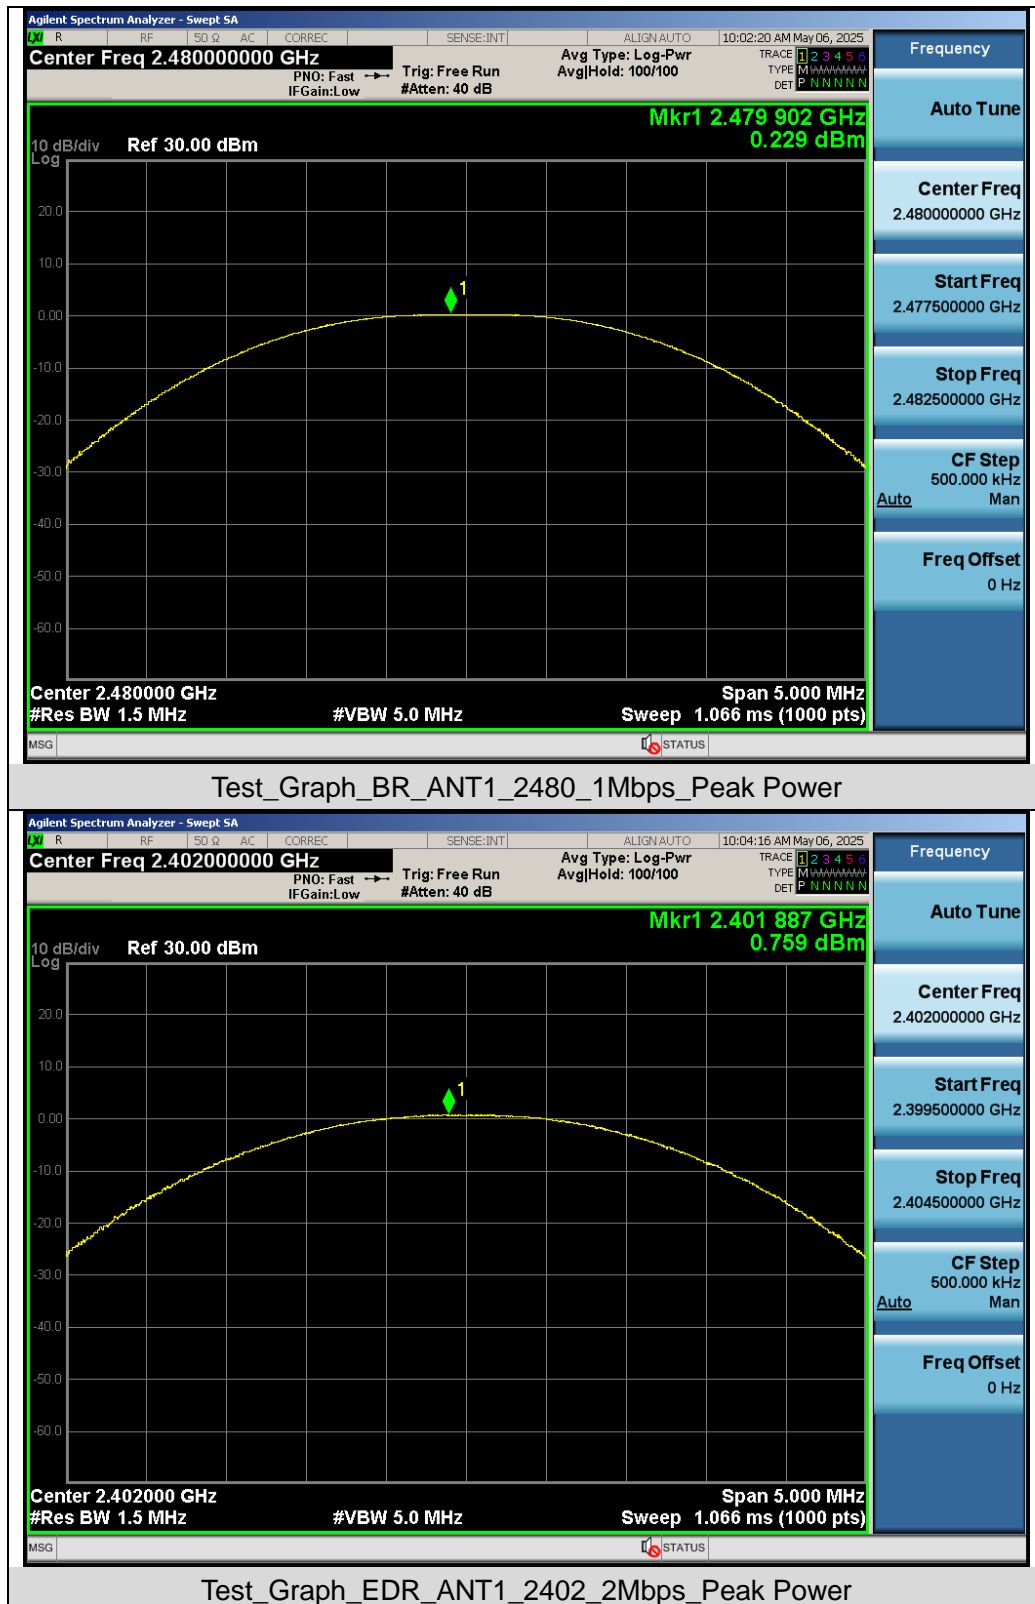 Agilent Spectrum Analyzer - Swept SA
LXI R RF 50 Ω AC CORREC SENSE:INT ALIGN AUTO 10:02:20 AM May 06, 2025
Center Freq 2.480000000 GHz
PNO: Fast
IFGain:Low
Trig: Free Run
#Atten: 40 dB
Avg Type: Log-Pwr
Avg|Hold: 100/100
TRACE 1 2 3 4 5 6
TYPE M
DET P N N N N N
Mkr1 2.479 902 GHz
0.229 dBm
10 dB/div Ref 30.00 dBm
Log
20.0
10.0
0.00
1
-10.0
-20.0
-30.0
-40.0
-50.0
-60.0
Center 2.480000 GHz Span 5.000 MHz
#Res BW 1.5 MHz #VBW 5.0 MHz Sweep 1.066 ms (1000 pts)
MSG STATUS
Frequency
Auto Tune
Center Freq
2.480000000 GHz
Start Freq
2.477500000 GHz
Stop Freq
2.482500000 GHz
CF Step
500.000 kHz
Auto Man
Freq Offset
0 Hz
Test_Graph_BR_ANT1_2480_1Mbps_Peak Power
Agilent Spectrum Analyzer - Swept SA
LXI R RF 50 Ω AC CORREC SENSE:INT ALIGN AUTO 10:04:16 AM May 06, 2025
Center Freq 2.402000000 GHz
PNO: Fast
IFGain:Low
Trig: Free Run
#Atten: 40 dB
Avg Type: Log-Pwr
Avg|Hold: 100/100
TRACE 1 2 3 4 5 6
TYPE M
DET P N N N N N
Mkr1 2.401 887 GHz
0.759 dBm
10 dB/div Ref 30.00 dBm
Log
20.0
10.0
0.00
1
-10.0
-20.0
-30.0
-40.0
-50.0
-60.0
Center 2.402000 GHz Span 5.000 MHz
#Res BW 1.5 MHz #VBW 5.0 MHz Sweep 1.066 ms (1000 pts)
MSG STATUS
Frequency
Auto Tune
Center Freq
2.402000000 GHz
Start Freq
2.399500000 GHz
Stop Freq
2.404500000 GHz
CF Step
500.000 kHz
Auto Man
Freq Offset
0 Hz
Test_Graph_EDR_ANT1_2402_2Mbps_Peak Power